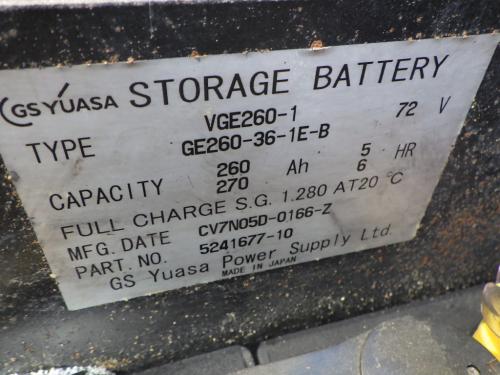 GS YUASA STORAGE BATTERY
VGE260-1 72 V
TYPE GE260-36-1E-B
260 5
CAPACITY Ah HR
270 6
FULL CHARGE S.G. 1.280 AT20 ℃
MFG. DATE CV7N05D-0166-Z
PART. NO. 5241677-10
GS Yuasa Power Supply Ltd.
MADE IN JAPAN